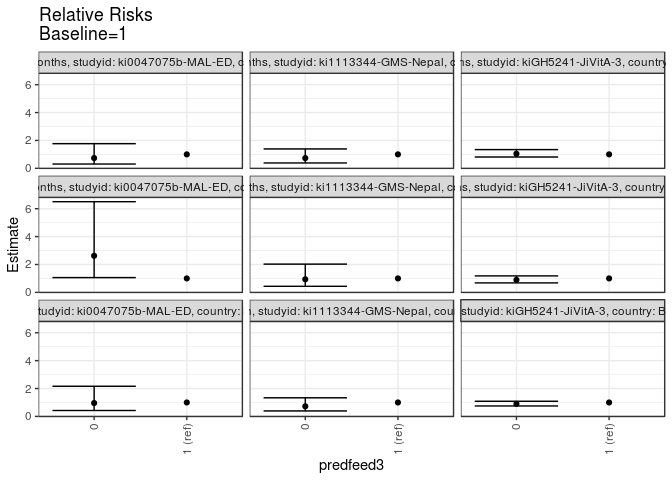 Relative Risks
Baseline=1
onths, studyid: ki0047075b-MAL-ED, c
ths, studyid: ki1113344-GMS-Nepal, c
ns, studyid: kiGH5241-JiVitA-3, country
6
4
2
0
onths, studyid: ki0047075b-MAL-ED, co
ths, studyid: ki1113344-GMS-Nepal, c
s, studyid: kiGH5241-JiVitA-3, country
6
4
2
0
tudyid: ki0047075b-MAL-ED, country:
, studyid: ki1113344-GMS-Nepal, cou
studyid: kiGH5241-JiVitA-3, country: B
6
4
2
0
Estimate
0
1 (ref)
0
1 (ref)
0
1 (ref)
predfeed3